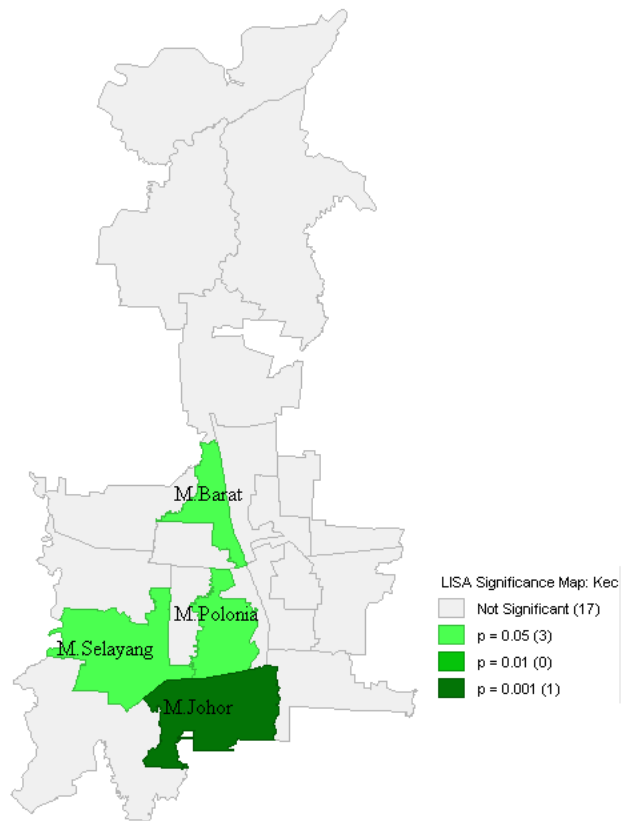 M.Barat
M.Polonia
M.Selayang
M.Johor
LISA Significance Map: Kec
Not Significant (17)
p = 0.05 (3)
p = 0.01 (0)
p = 0.001 (1)